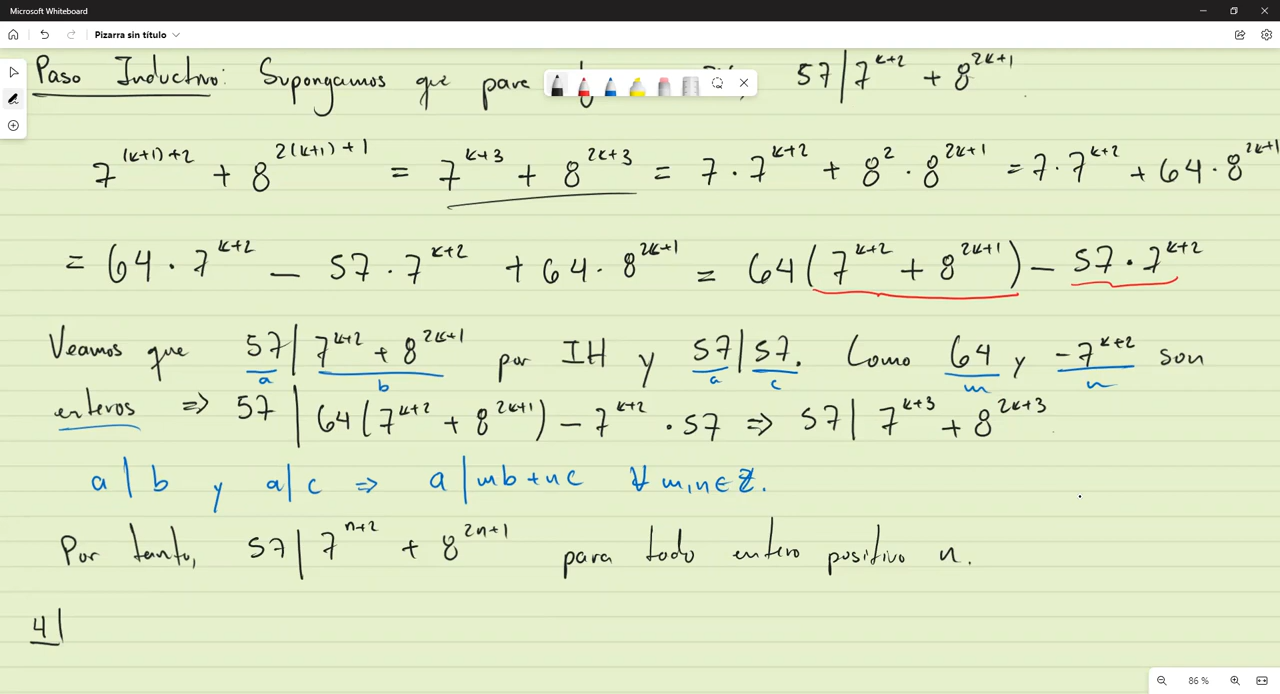 Microsoft Whiteboard
Pizarra sin título
Paso Inductivo: Supongamos que para 57 | 7^{k+2} + 8^{2k+1}
7^{(k+1)+2} + 8^{2(k+1)+1} = 7^{k+3} + 8^{2k+3} = 7 · 7^{k+2} + 8^2 · 8^{2k+1} = 7 · 7^{k+2} + 64 · 8^{2k+1}
= 64 · 7^{k+2} - 57 · 7^{k+2} + 64 · 8^{2k+1} = 64(7^{k+2} + 8^{2k+1}) - 57 · 7^{k+2}
Veamos que 57 | 7^{k+2} + 8^{2k+1} por IH y 57 | 57. Como 64 y -7^{k+2} son
a b a c m n
enteros => 57 | 64(7^{k+2} + 8^{2k+1}) - 7^{k+2} · 57 => 57 | 7^{k+3} + 8^{2k+3}
a | b y a | c => a | mb + nc ∀ m, n ∈ ℤ.
Por tanto, 57 | 7^{n+2} + 8^{2n+1} para todo entero positivo n.
4|
86 %